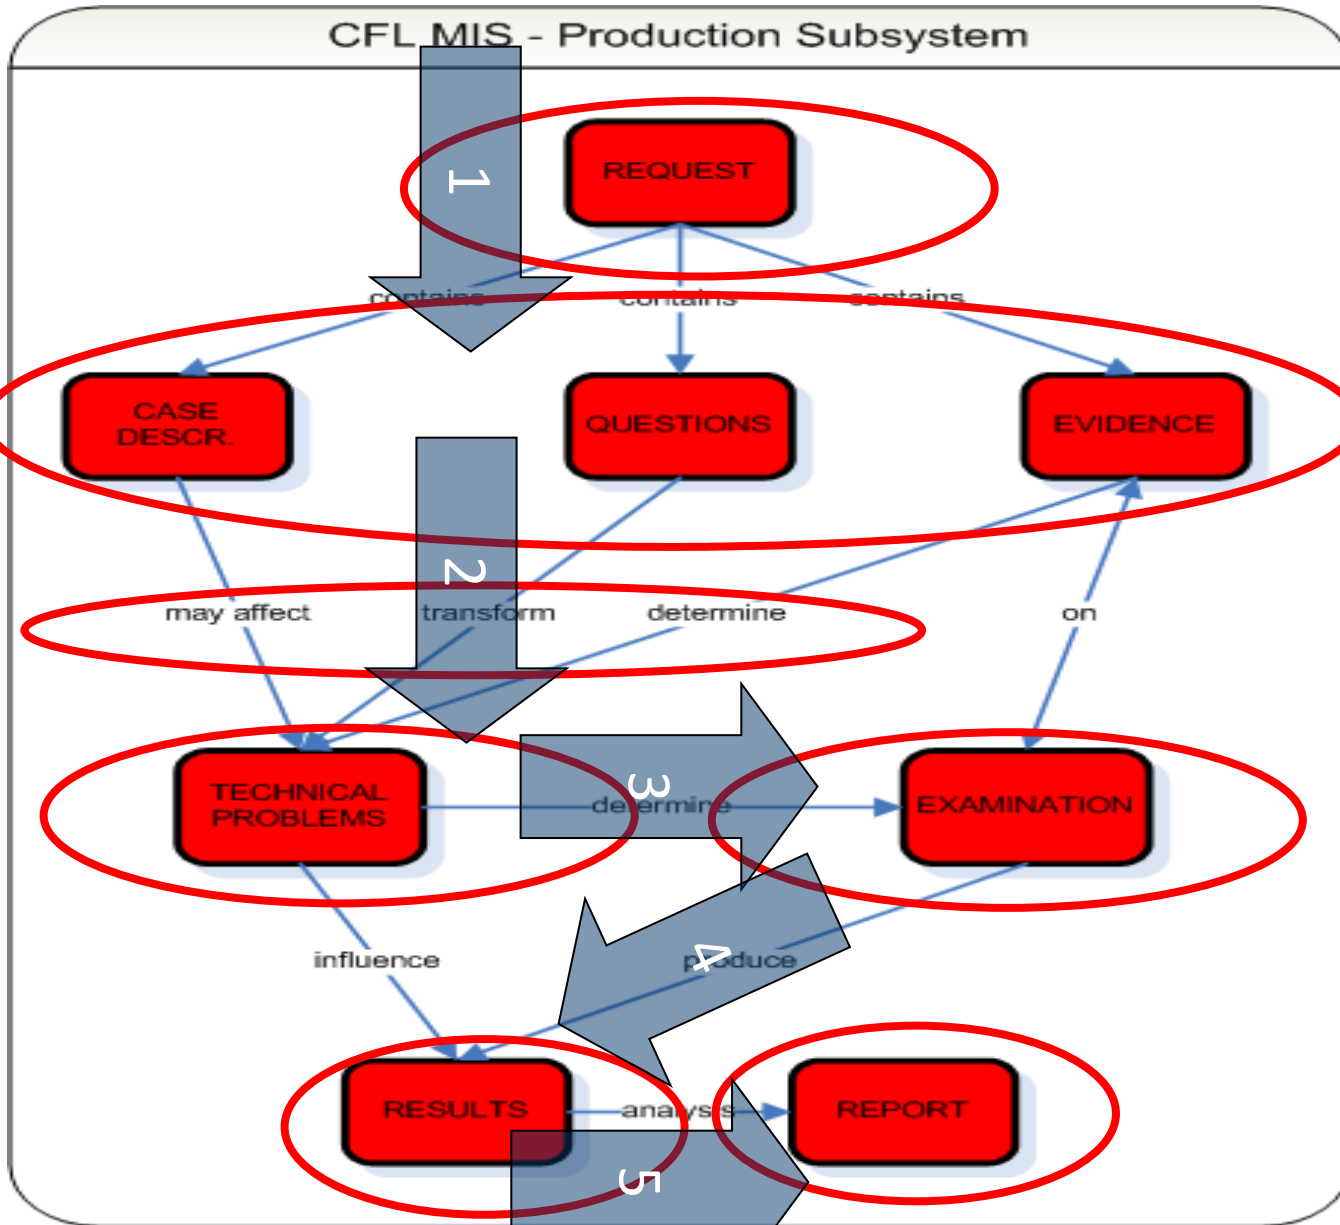 CFL MIS - Production Subsystem
1
REQUEST
contains
contains
contains
CASE
DESCR.
QUESTIONS
EVIDENCE
2
may affect
transform
determine
on
TECHNICAL
PROBLEMS
3
determine
EXAMINATION
influence
4
produce
RESULTS
analysis
REPORT
5